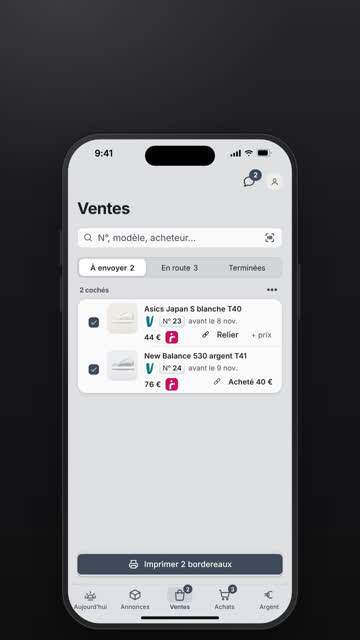 9:41
2
Ventes
N°, modèle, acheteur...
À envoyer 2 En route 3 Terminées
2 cochés
Asics Japan S blanche T40
N° 23 avant le 8 nov.
44 € Relier + prix
New Balance 530 argent T41
N° 24 avant le 9 nov.
76 € Acheté 40 €
Imprimer 2 bordereaux
2 3
Aujourd'hui Annonces Ventes Achats Argent